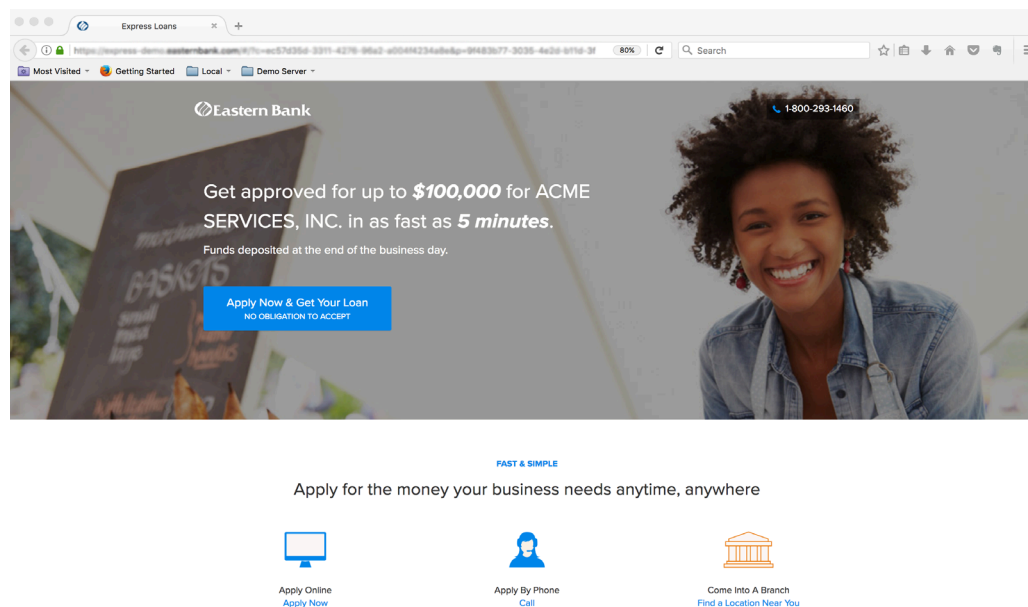 Express Loans
80%
Search
Most Visited
Getting Started
Local
Demo Server
Eastern Bank
1-800-293-1460
Get approved for up to $100,000 for ACME
SERVICES, INC. in as fast as 5 minutes.
Funds deposited at the end of the business day.
BASKETS
small
Apply Now & Get Your Loan
NO OBLIGATION TO ACCEPT
FAST & SIMPLE
Apply for the money your business needs anytime, anywhere
Apply Online
Apply Now
Apply By Phone
Call
Come Into A Branch
Find a Location Near You